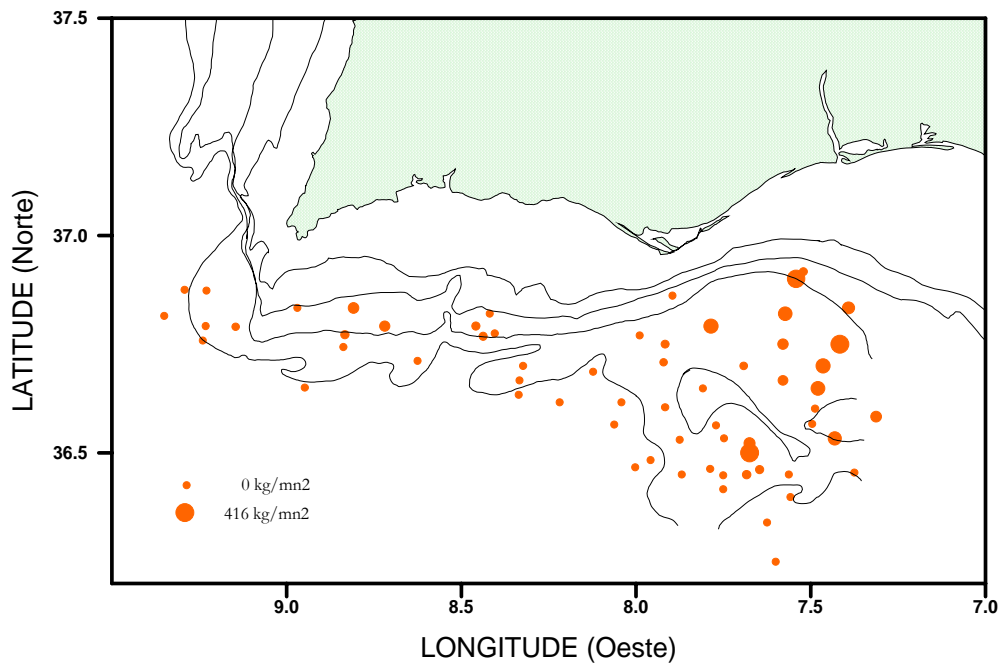 37.5
37.0
36.5
LATITUDE (Norte)
0 kg/mn2
416 kg/mn2
9.0 8.5 8.0 7.5 7.0
LONGITUDE (Oeste)